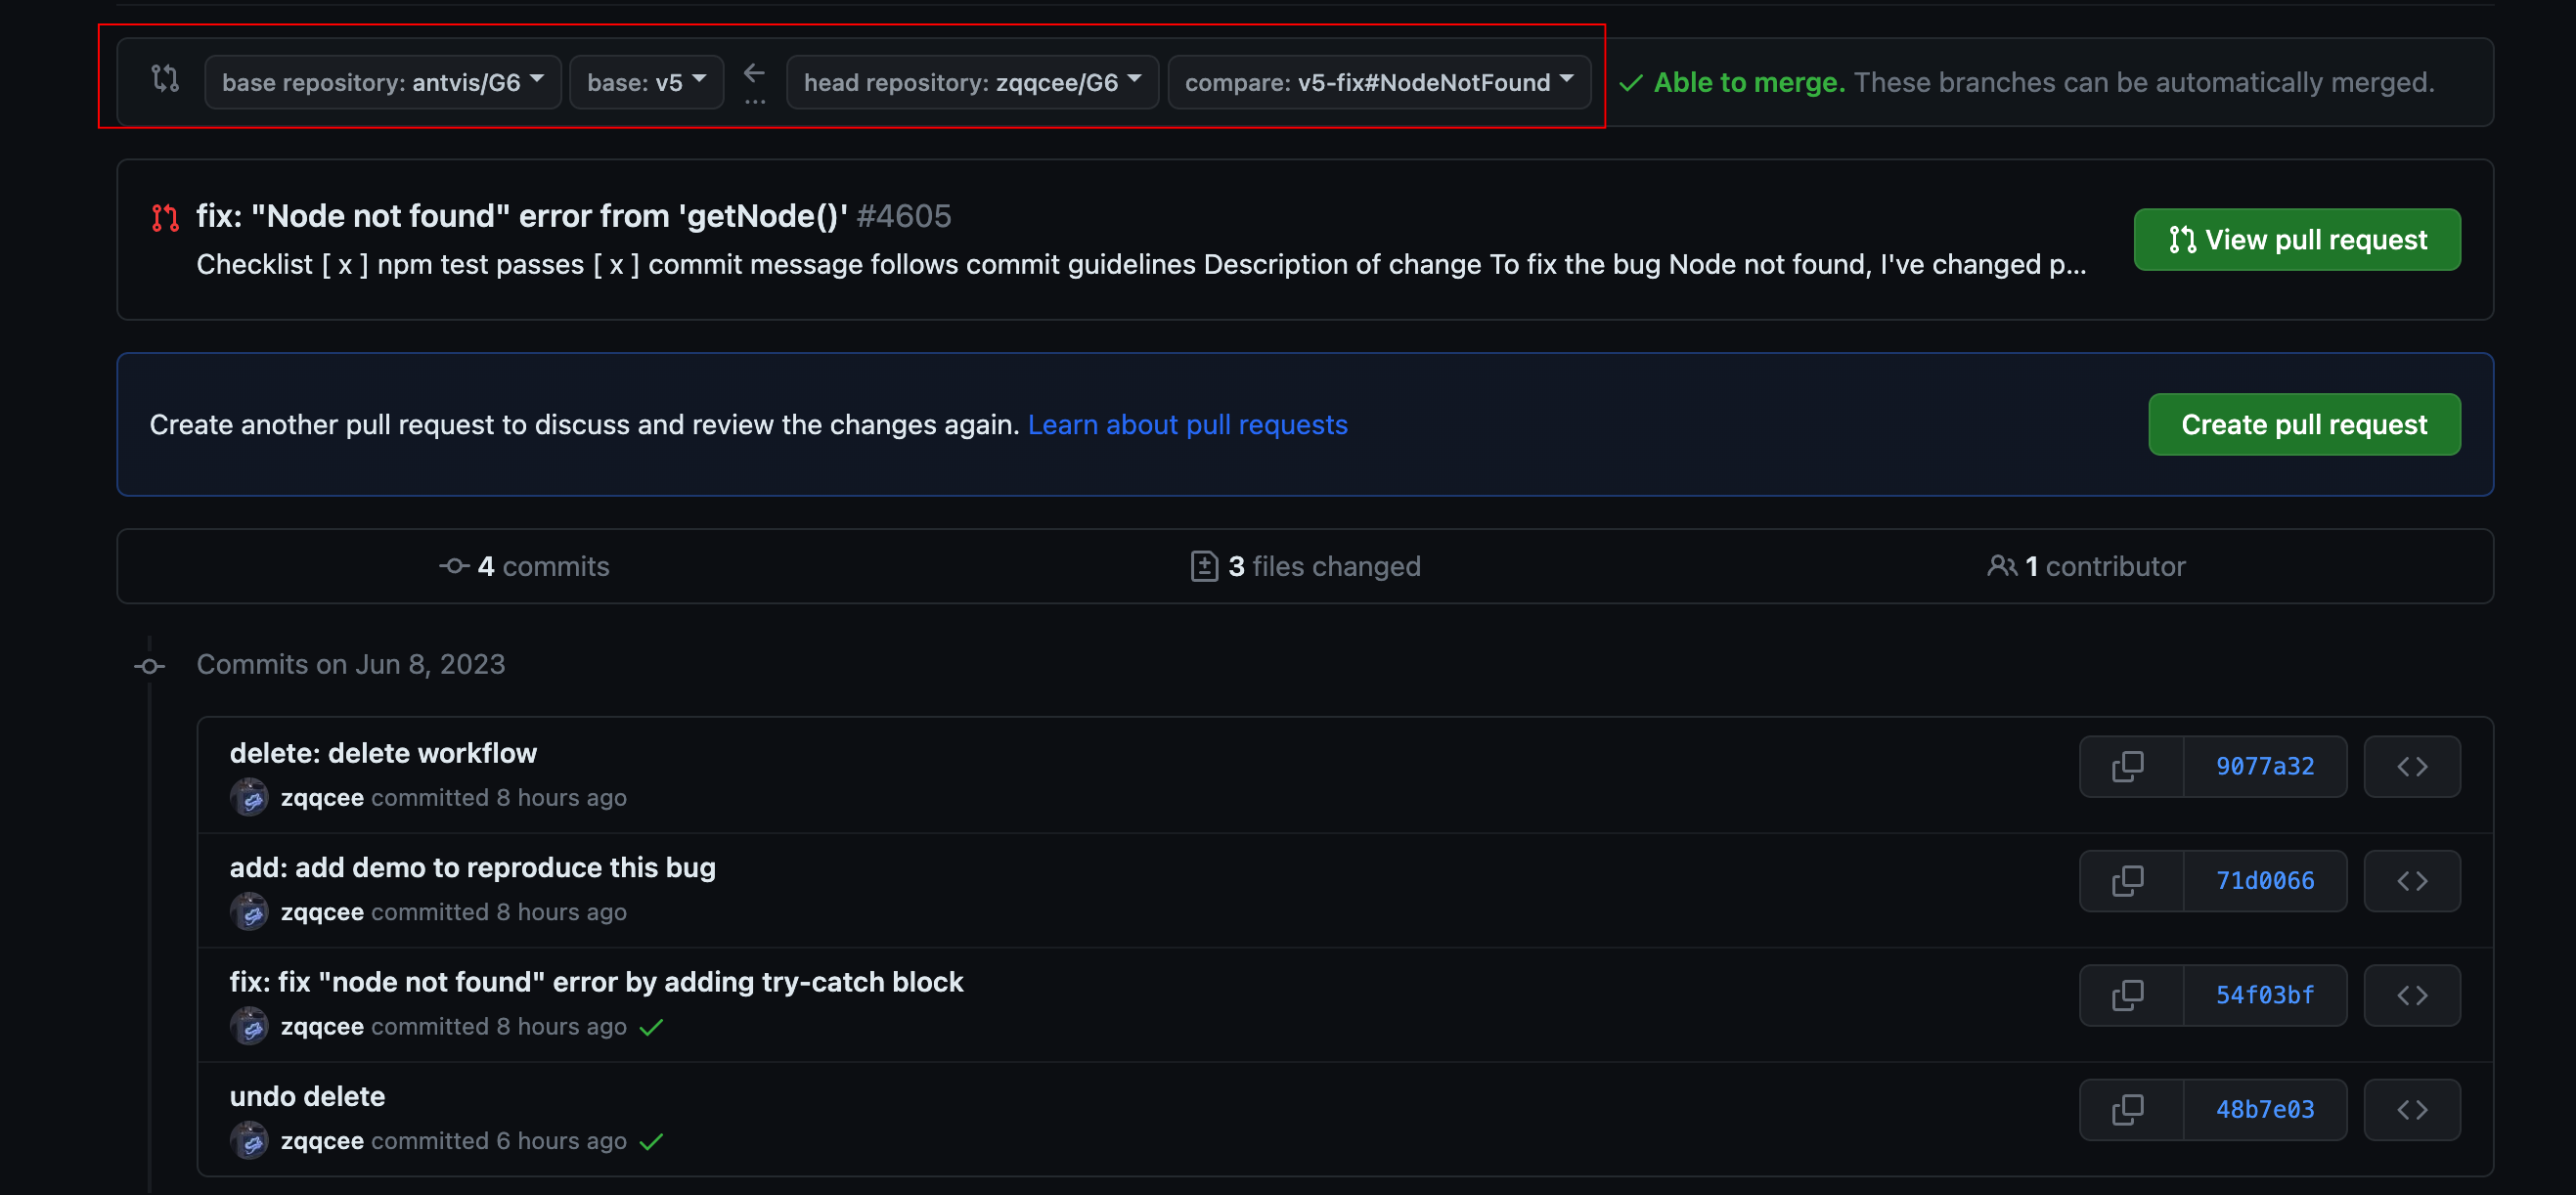 base repository: antvis/G6 base: v5 ← ... head repository: zqqcee/G6 compare: v5-fix#NodeNotFound ✓ Able to merge. These branches can be automatically merged.
fix: "Node not found" error from 'getNode()' #4605
Checklist [ x ] npm test passes [ x ] commit message follows commit guidelines Description of change To fix the bug Node not found, I've changed p...
View pull request
Create another pull request to discuss and review the changes again. Learn about pull requests
Create pull request
4 commits
3 files changed
1 contributor
Commits on Jun 8, 2023
delete: delete workflow
zqqcee committed 8 hours ago
9077a32
add: add demo to reproduce this bug
zqqcee committed 8 hours ago
71d0066
fix: fix "node not found" error by adding try-catch block
zqqcee committed 8 hours ago
54f03bf
undo delete
zqqcee committed 6 hours ago
48b7e03